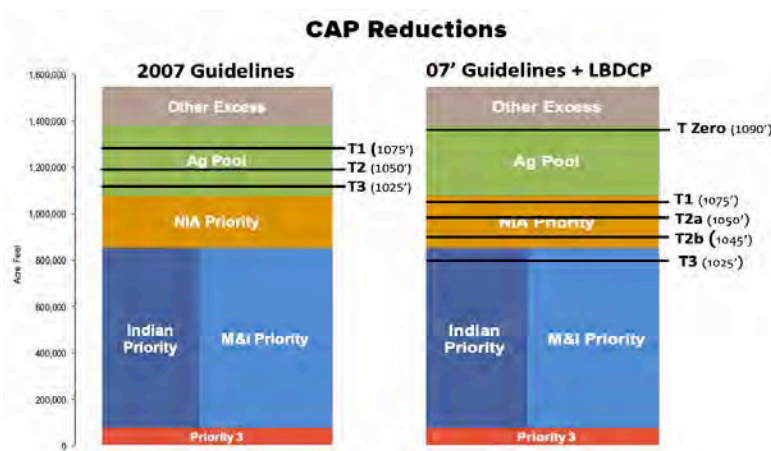 CAP Reductions
2007 Guidelines
07' Guidelines + LBDCP
1,600,000
1,400,000
1,200,000
1,000,000
800,000
600,000
400,000
200,000
0
Acre Feet
Other Excess
Ag Pool
NIA Priority
Indian
Priority
M&I Priority
Priority 3
T1 (1075')
T2 (1050')
T3 (1025')
Other Excess
Ag Pool
NIA Priority
Indian
Priority
M&I Priority
Priority 3
T Zero (1090')
T1 (1075')
T2a (1050')
T2b (1045')
T3 (1025')